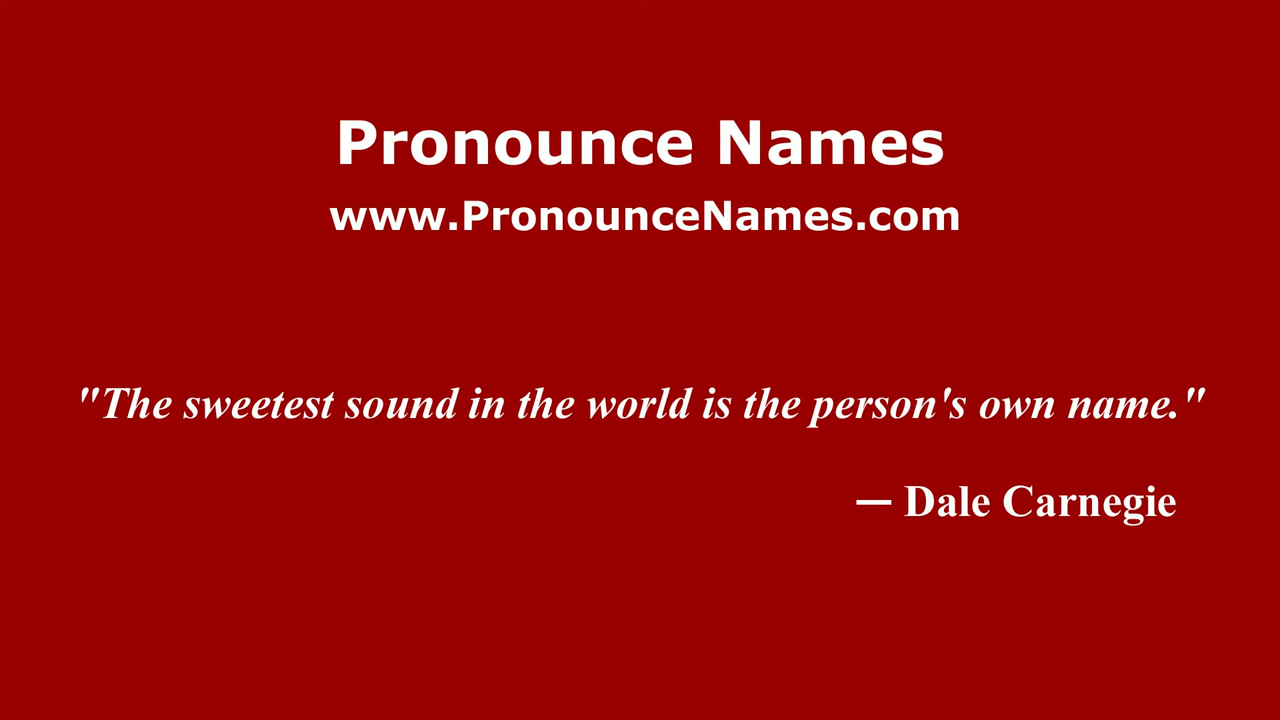 Pronounce Names
www.PronounceNames.com
"The sweetest sound in the world is the person's own name."
— Dale Carnegie